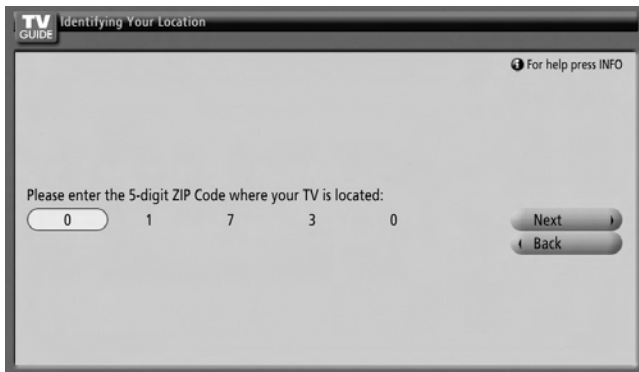 TV Identifying Your Location
GUIDE
For help press INFO
Please enter the 5-digit ZIP Code where your TV is located:
0 1 7 3 0 Next
Back